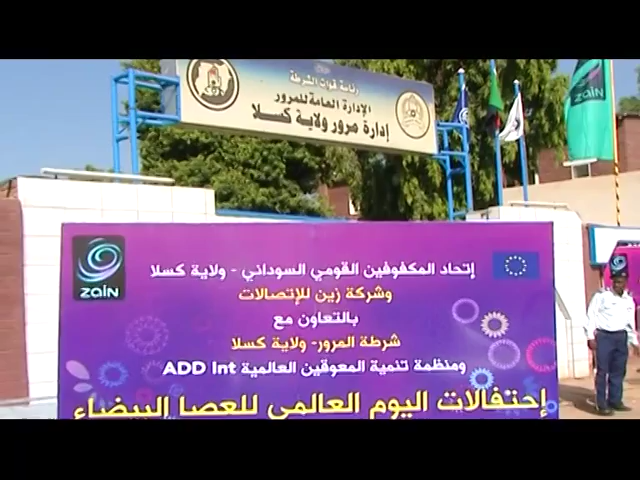 رئاسة قوات الشرطة
الإدارة العامة للمرور
إدارة مرور ولاية كسلا
zain
zain
إتحاد المكفوفين القومي السوداني - ولاية كسلا
وشركة زين للإتصالات
بالتعاون مع
شرطة المرور- ولاية كسلا
ومنظمة تنمية المعوقين العالمية ADD Int
إحتفالات اليوم العالمي للعصا البيضاء